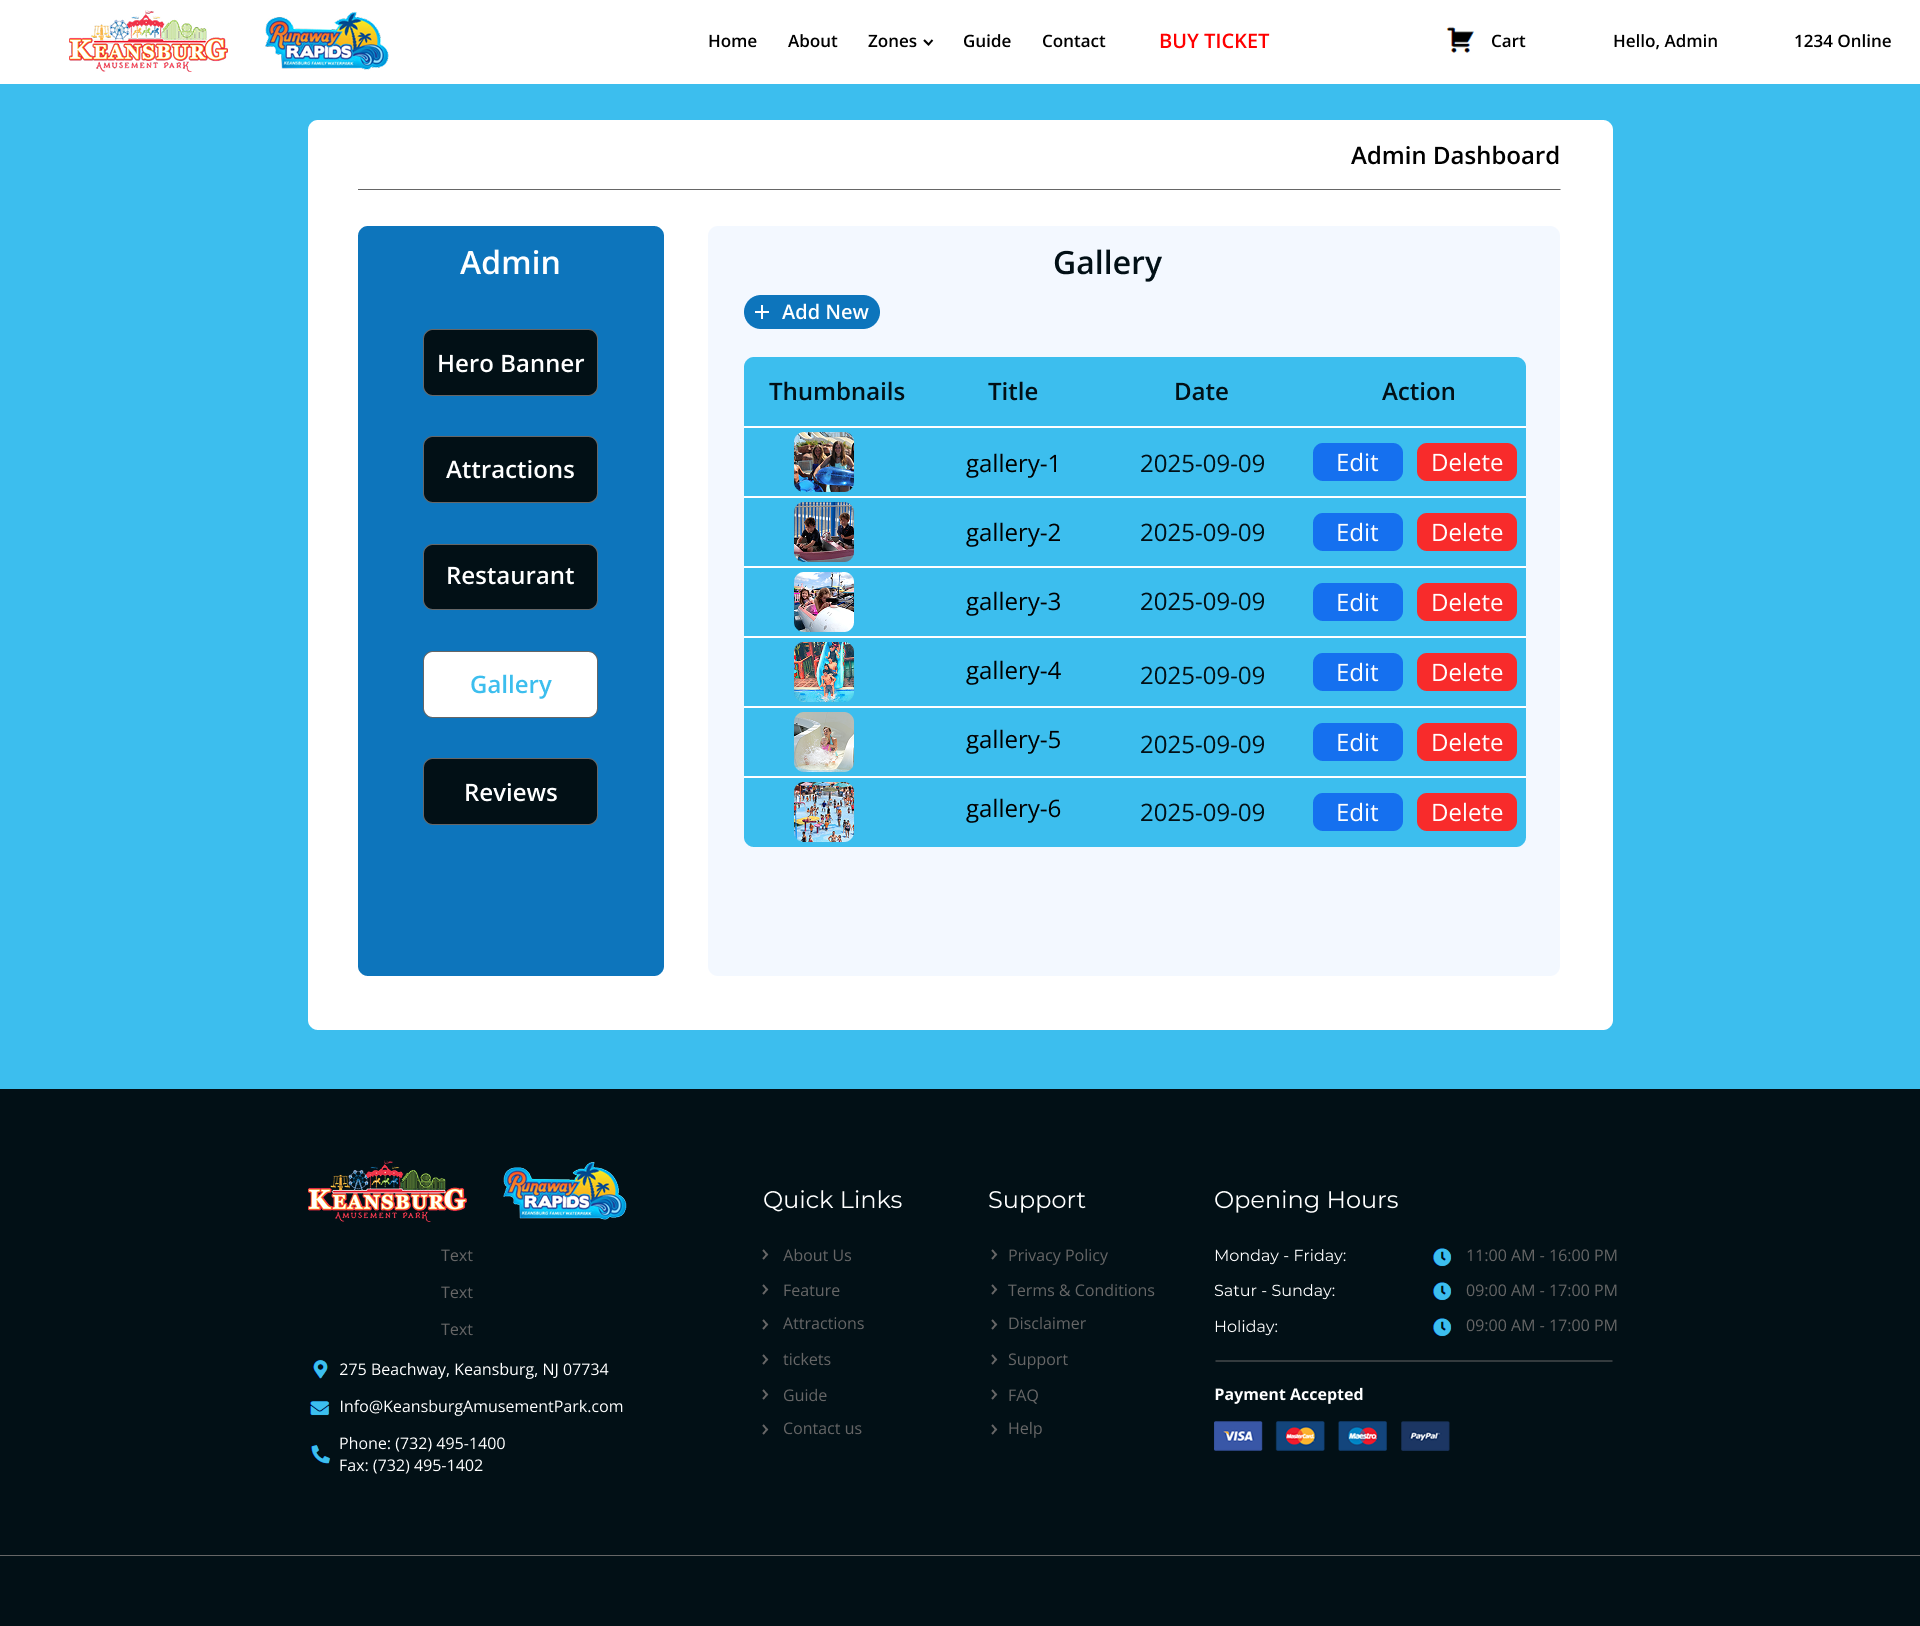 KEANSBURG
AMUSEMENT PARK
Runaway
RAPIDS
KEANSBURG FAMILY WATERPARK
Home About Zones Guide Contact BUY TICKET Cart Hello, Admin 1234 Online
Admin Dashboard
Admin
Hero Banner
Attractions
Restaurant
Gallery
Reviews
Gallery
+ Add New
Thumbnails Title Date Action
gallery-1 2025-09-09 Edit Delete
gallery-2 2025-09-09 Edit Delete
gallery-3 2025-09-09 Edit Delete
gallery-4 2025-09-09 Edit Delete
gallery-5 2025-09-09 Edit Delete
gallery-6 2025-09-09 Edit Delete
KEANSBURG
AMUSEMENT PARK
Runaway
RAPIDS
KEANSBURG FAMILY WATERPARK
Text
Text
Text
275 Beachway, Keansburg, NJ 07734
Info@KeansburgAmusementPark.com
Phone: (732) 495-1400
Fax: (732) 495-1402
Quick Links
About Us
Feature
Attractions
tickets
Guide
Contact us
Support
Privacy Policy
Terms & Conditions
Disclaimer
Support
FAQ
Help
Opening Hours
Monday - Friday: 11:00 AM - 16:00 PM
Satur - Sunday: 09:00 AM - 17:00 PM
Holiday: 09:00 AM - 17:00 PM
Payment Accepted
VISA MasterCard Maestro PayPal